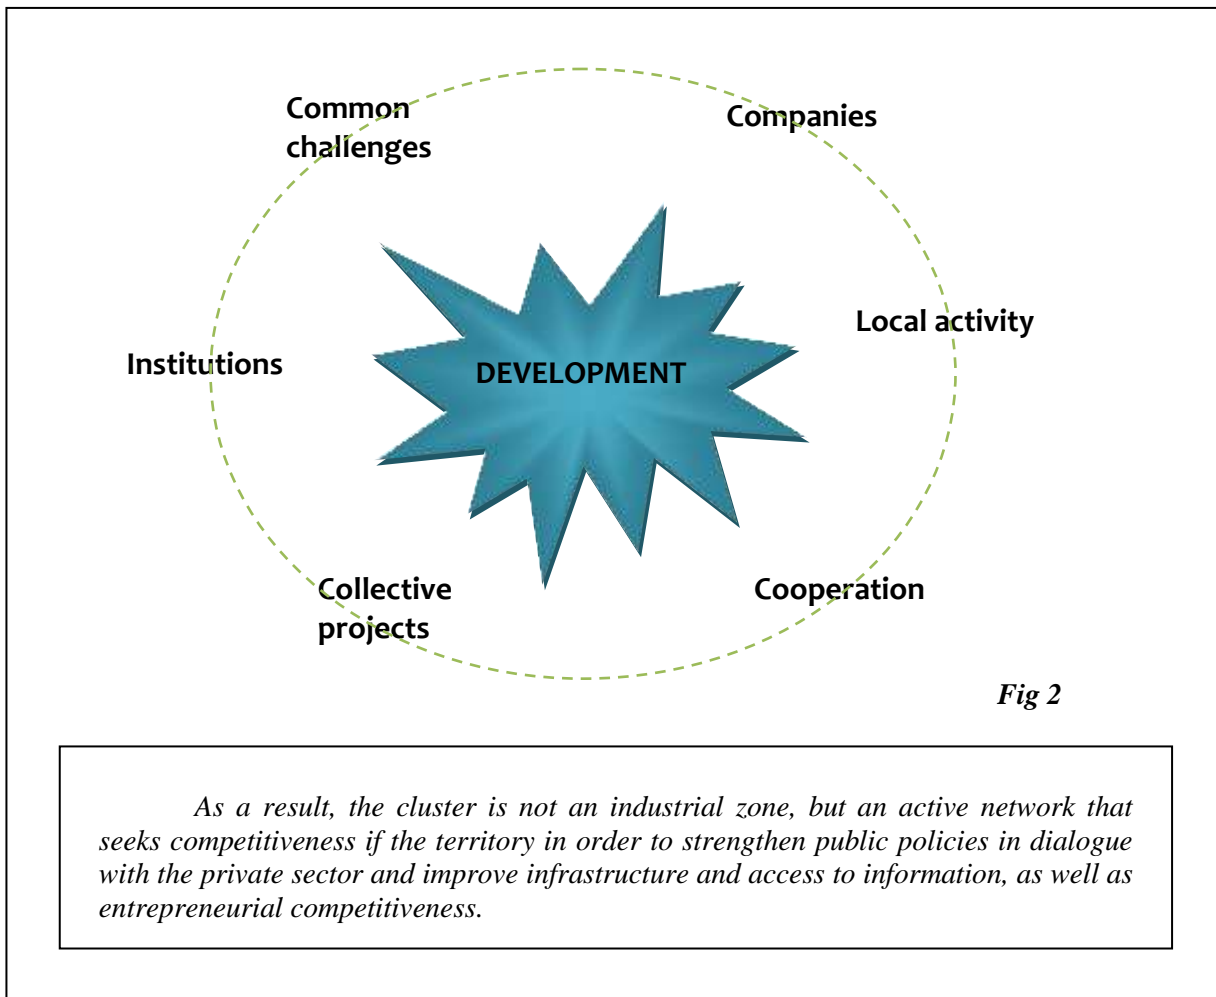 Common
challenges
Companies
Local activity
Institutions
DEVELOPMENT
Collective
projects
Cooperation
Fig 2
As a result, the cluster is not an industrial zone, but an active network that
seeks competitiveness if the territory in order to strengthen public policies in dialogue
with the private sector and improve infrastructure and access to information, as well as
entrepreneurial competitiveness.